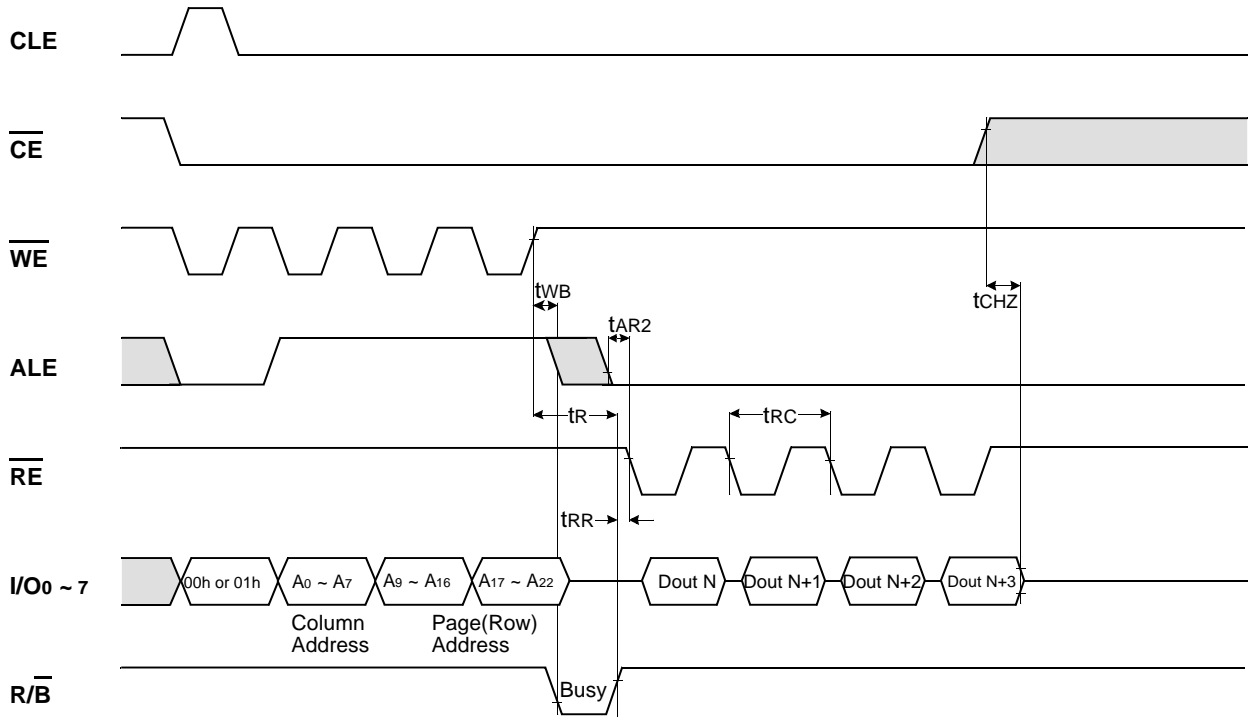 CLE
CE
WE
tWB
tCHZ
tAR2
ALE
tR
tRC
RE
tRR
I/O0 ~ 7
00h or 01h
A0 ~ A7
A9 ~ A16
A17 ~ A22
Dout N
Dout N+1
Dout N+2
Dout N+3
Column
Address
Page(Row)
Address
R/B
Busy